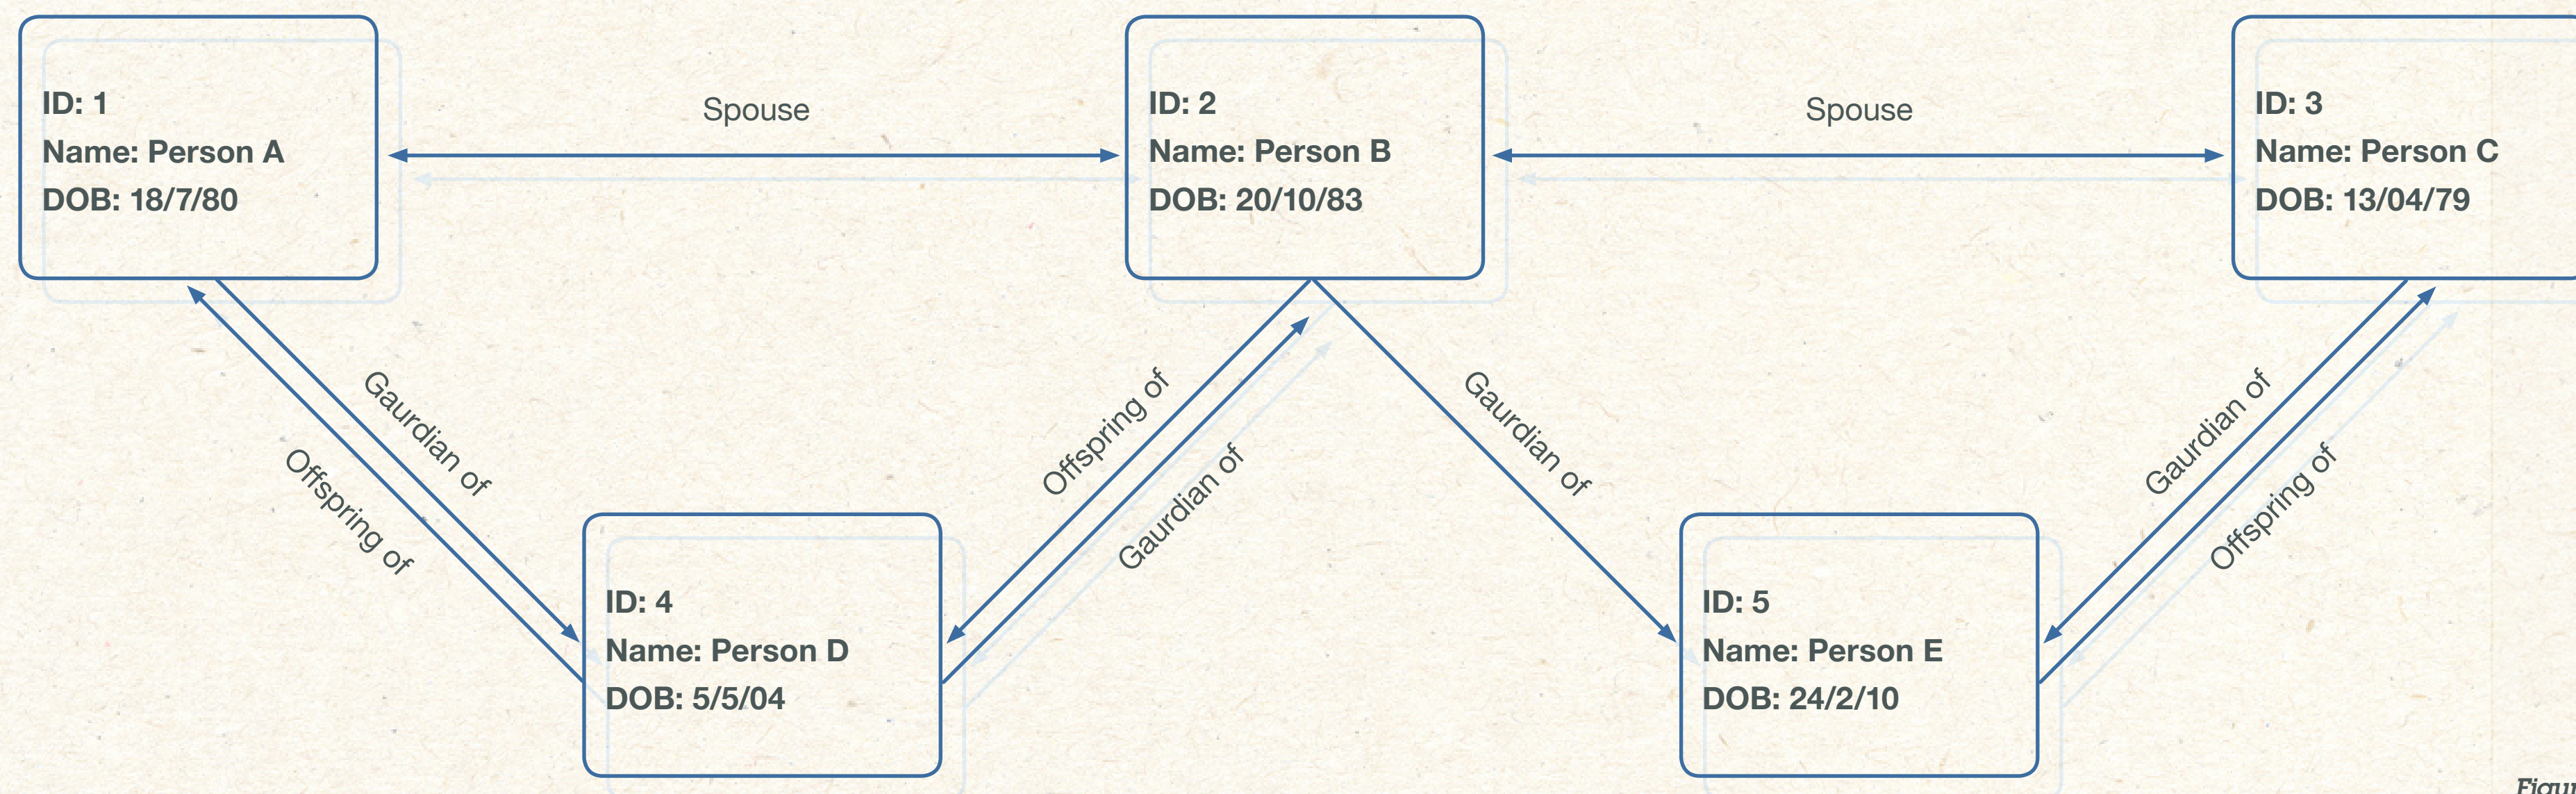 ID: 1
Name: Person A
DOB: 18/7/80
Spouse
ID: 2
Name: Person B
DOB: 20/10/83
Spouse
ID: 3
Name: Person C
DOB: 13/04/79
Gaurdian of
Offspring of
Offspring of
Gaurdian of
Gaurdian of
Gaurdian of
Offspring of
ID: 4
Name: Person D
DOB: 5/5/04
ID: 5
Name: Person E
DOB: 24/2/10